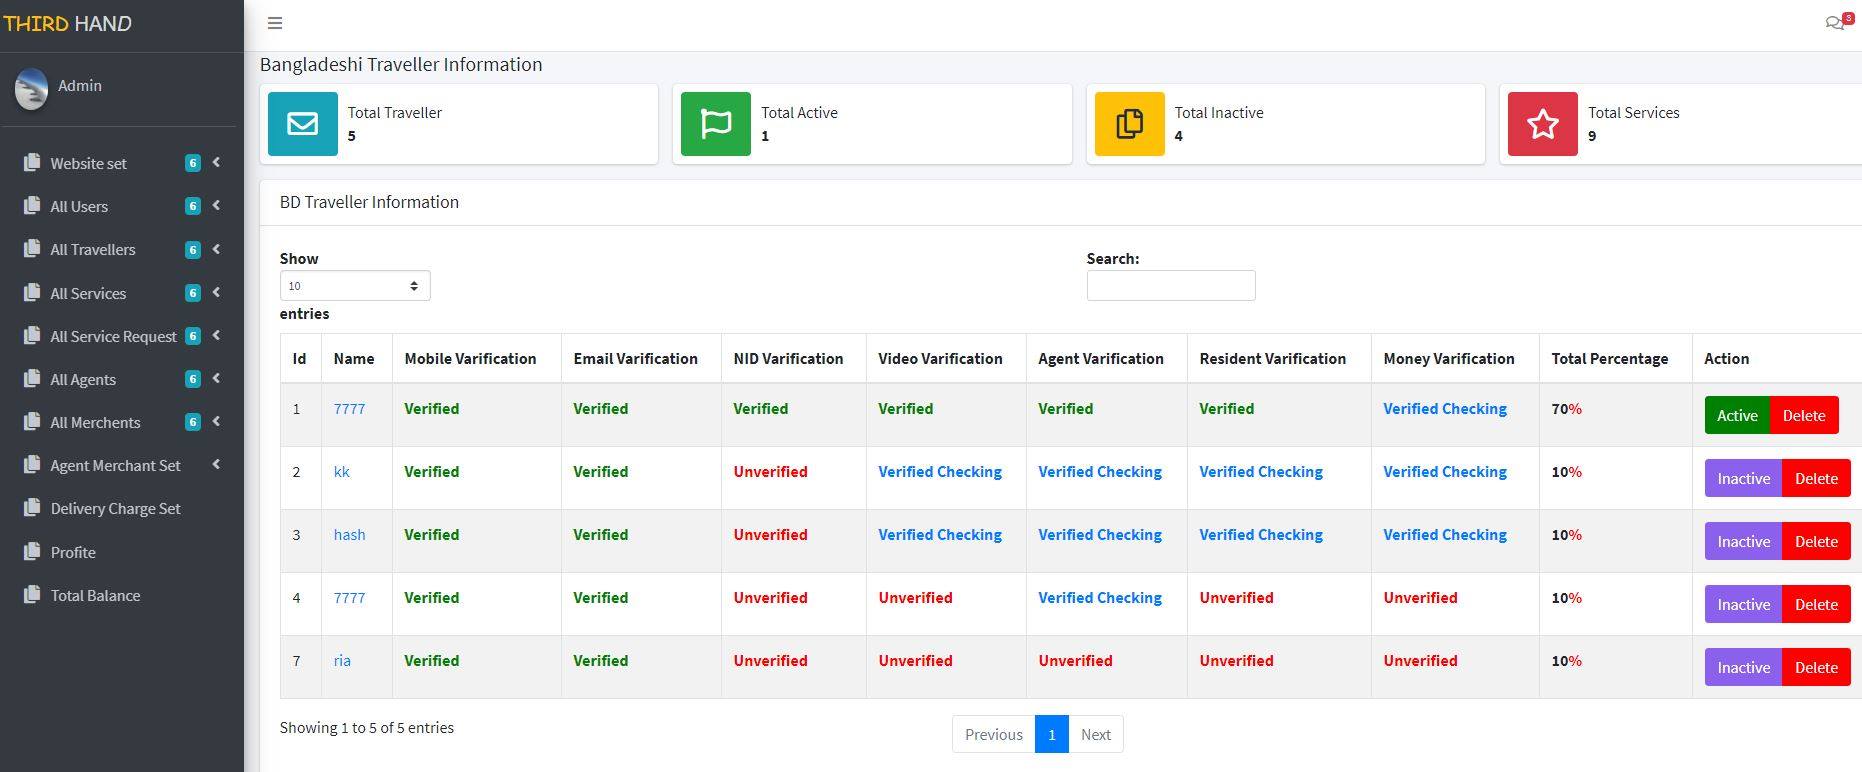 THIRD HAND
3
Admin
Website set 6
All Users 6
All Travellers 6
All Services 6
All Service Request 6
All Agents 6
All Merchents 6
Agent Merchant Set
Delivery Charge Set
Profite
Total Balance
Bangladeshi Traveller Information
Total Traveller
5
Total Active
1
Total Inactive
4
Total Services
9
BD Traveller Information
Show
10
entries
Search:
Id Name Mobile Varification Email Varification NID Varification Video Varification Agent Varification Resident Varification Money Varification Total Percentage Action
1 7777 Verified Verified Verified Verified Verified Verified Verified Checking 70% Active Delete
2 kk Verified Verified Unverified Verified Checking Verified Checking Verified Checking Verified Checking 10% Inactive Delete
3 hash Verified Verified Unverified Verified Checking Verified Checking Verified Checking Verified Checking 10% Inactive Delete
4 7777 Verified Verified Unverified Unverified Verified Checking Unverified Unverified 10% Inactive Delete
7 ria Verified Verified Unverified Unverified Unverified Unverified Unverified 10% Inactive Delete
Showing 1 to 5 of 5 entries
Previous 1 Next